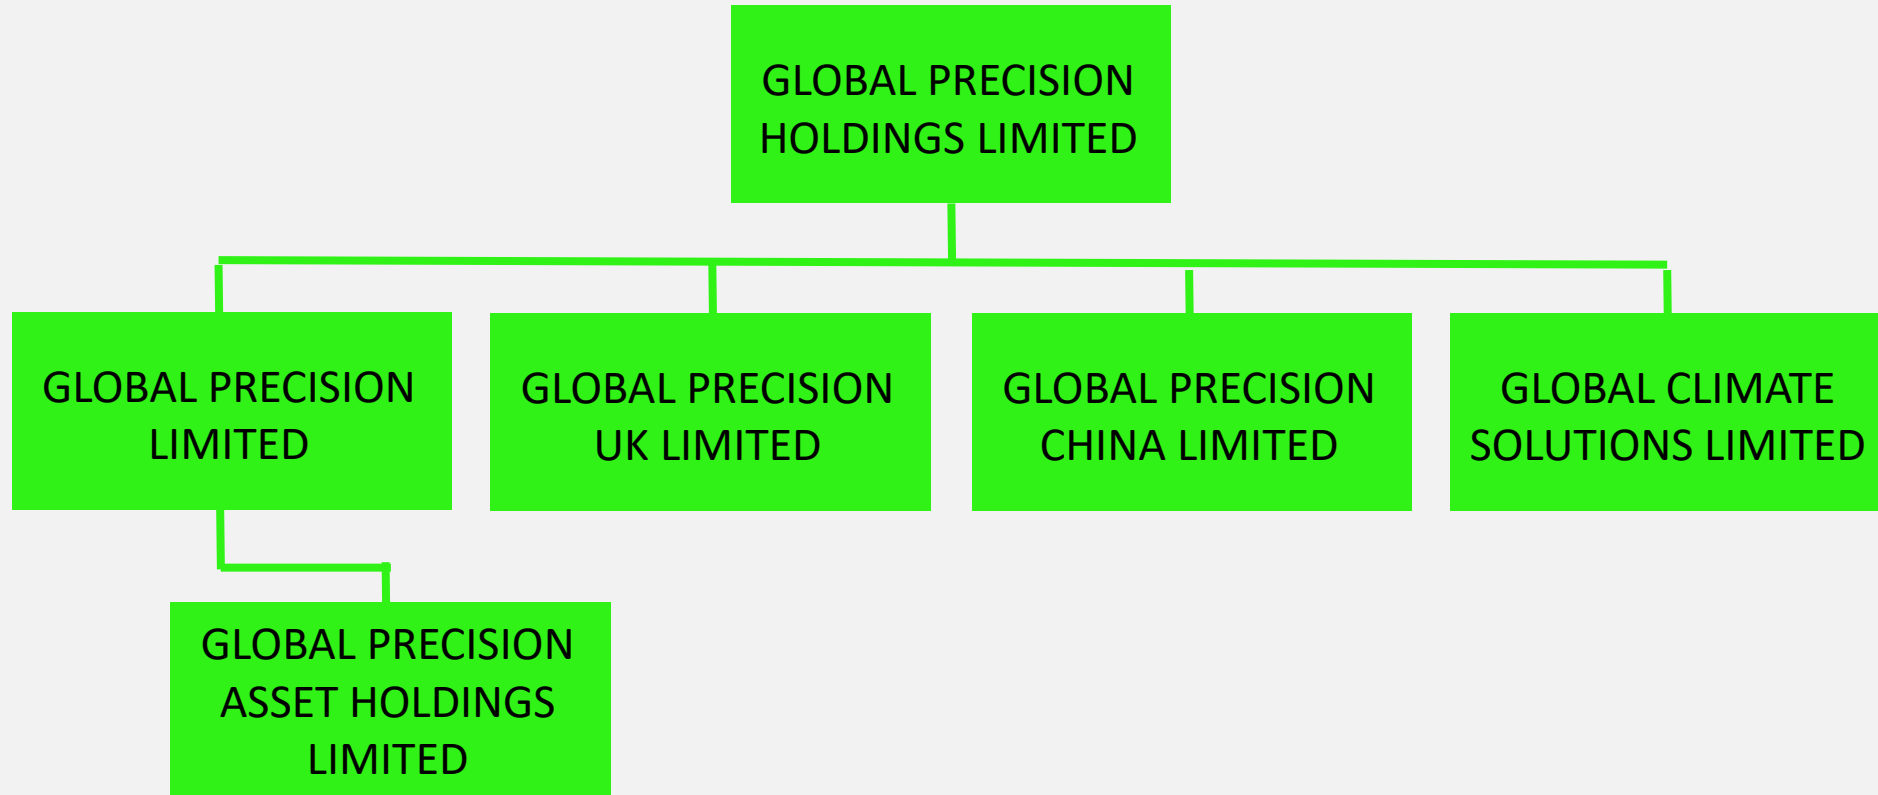 GLOBAL PRECISION
HOLDINGS LIMITED
GLOBAL PRECISION
LIMITED
GLOBAL PRECISION
UK LIMITED
GLOBAL PRECISION
CHINA LIMITED
GLOBAL CLIMATE
SOLUTIONS LIMITED
GLOBAL PRECISION
ASSET HOLDINGS
LIMITED